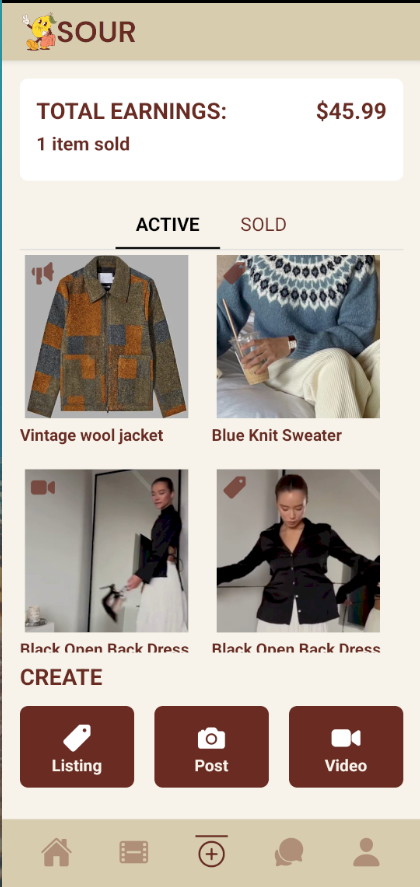 SOUR
TOTAL EARNINGS: $45.99
1 item sold
ACTIVE SOLD
Vintage wool jacket Blue Knit Sweater
Black Open Back Dress Black Open Back Dress
CREATE
Listing Post Video